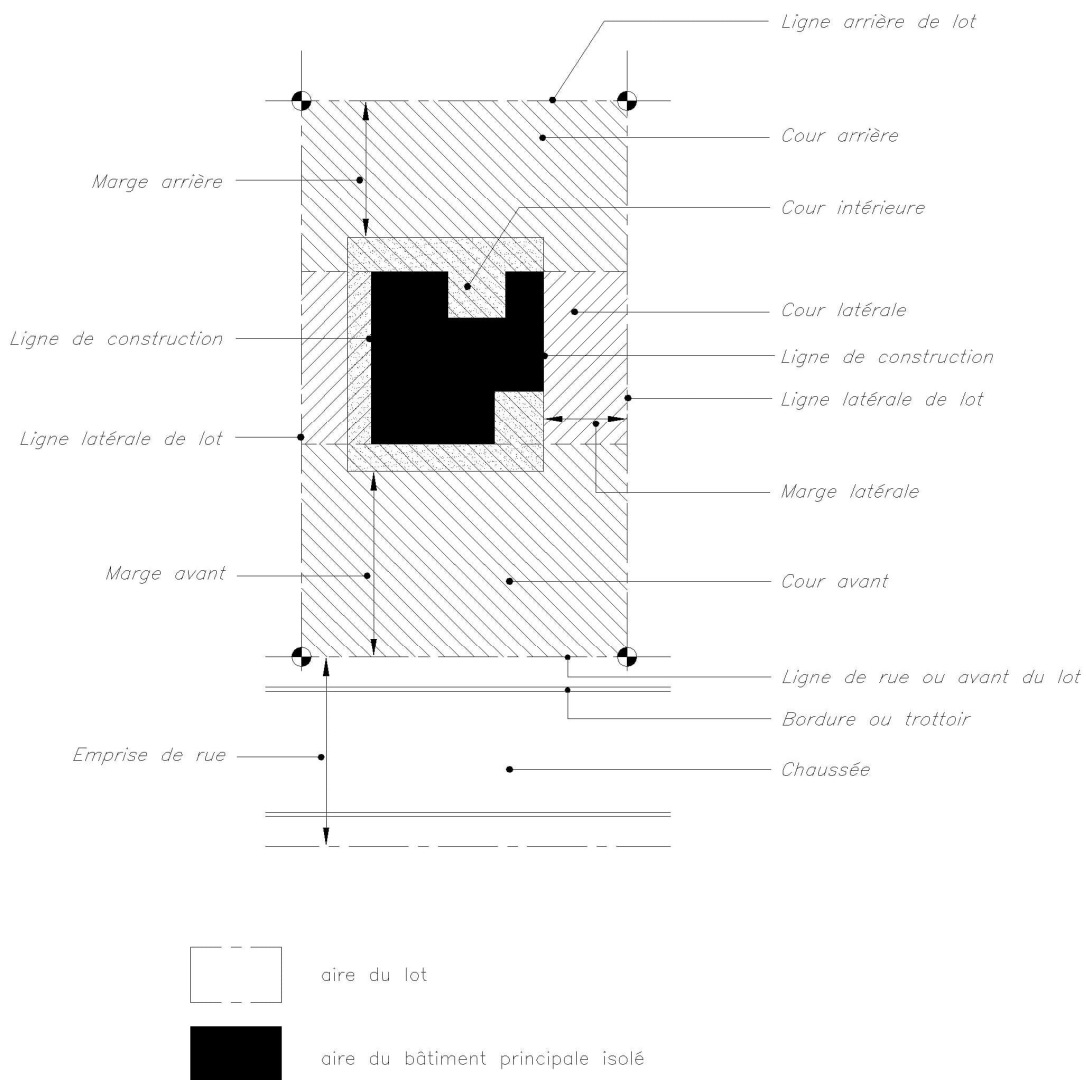 Ligne arrière de lot
Cour arrière
Marge arrière
Cour intérieure
Cour latérale
Ligne de construction
Ligne de construction
Ligne latérale de lot
Ligne latérale de lot
Marge latérale
Marge avant
Cour avant
Ligne de rue ou avant du lot
Bordure ou trottoir
Emprise de rue
Chaussée
aire du lot
aire du bâtiment principale isolé